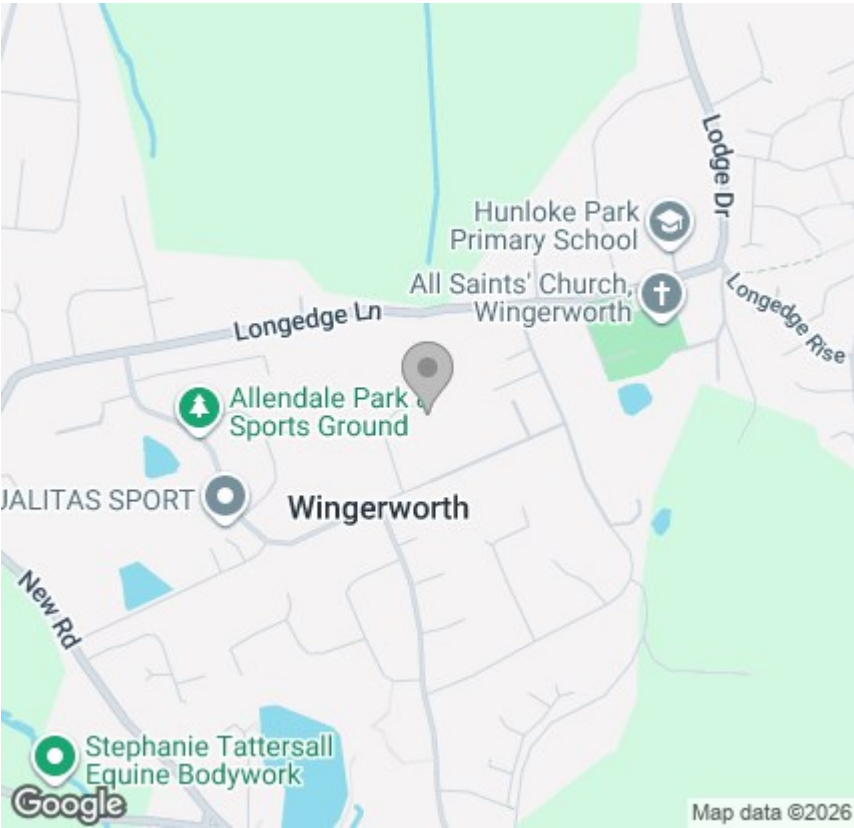 Lodge Dr
Hunloke Park
Primary School
All Saints' Church,
Wingerworth
Longedge Rise
Longedge Ln
Allendale Park &
Sports Ground
UALITAS SPORT
Wingerworth
New Rd
Stephanie Tattersall
Equine Bodywork
Google
Map data ©2026